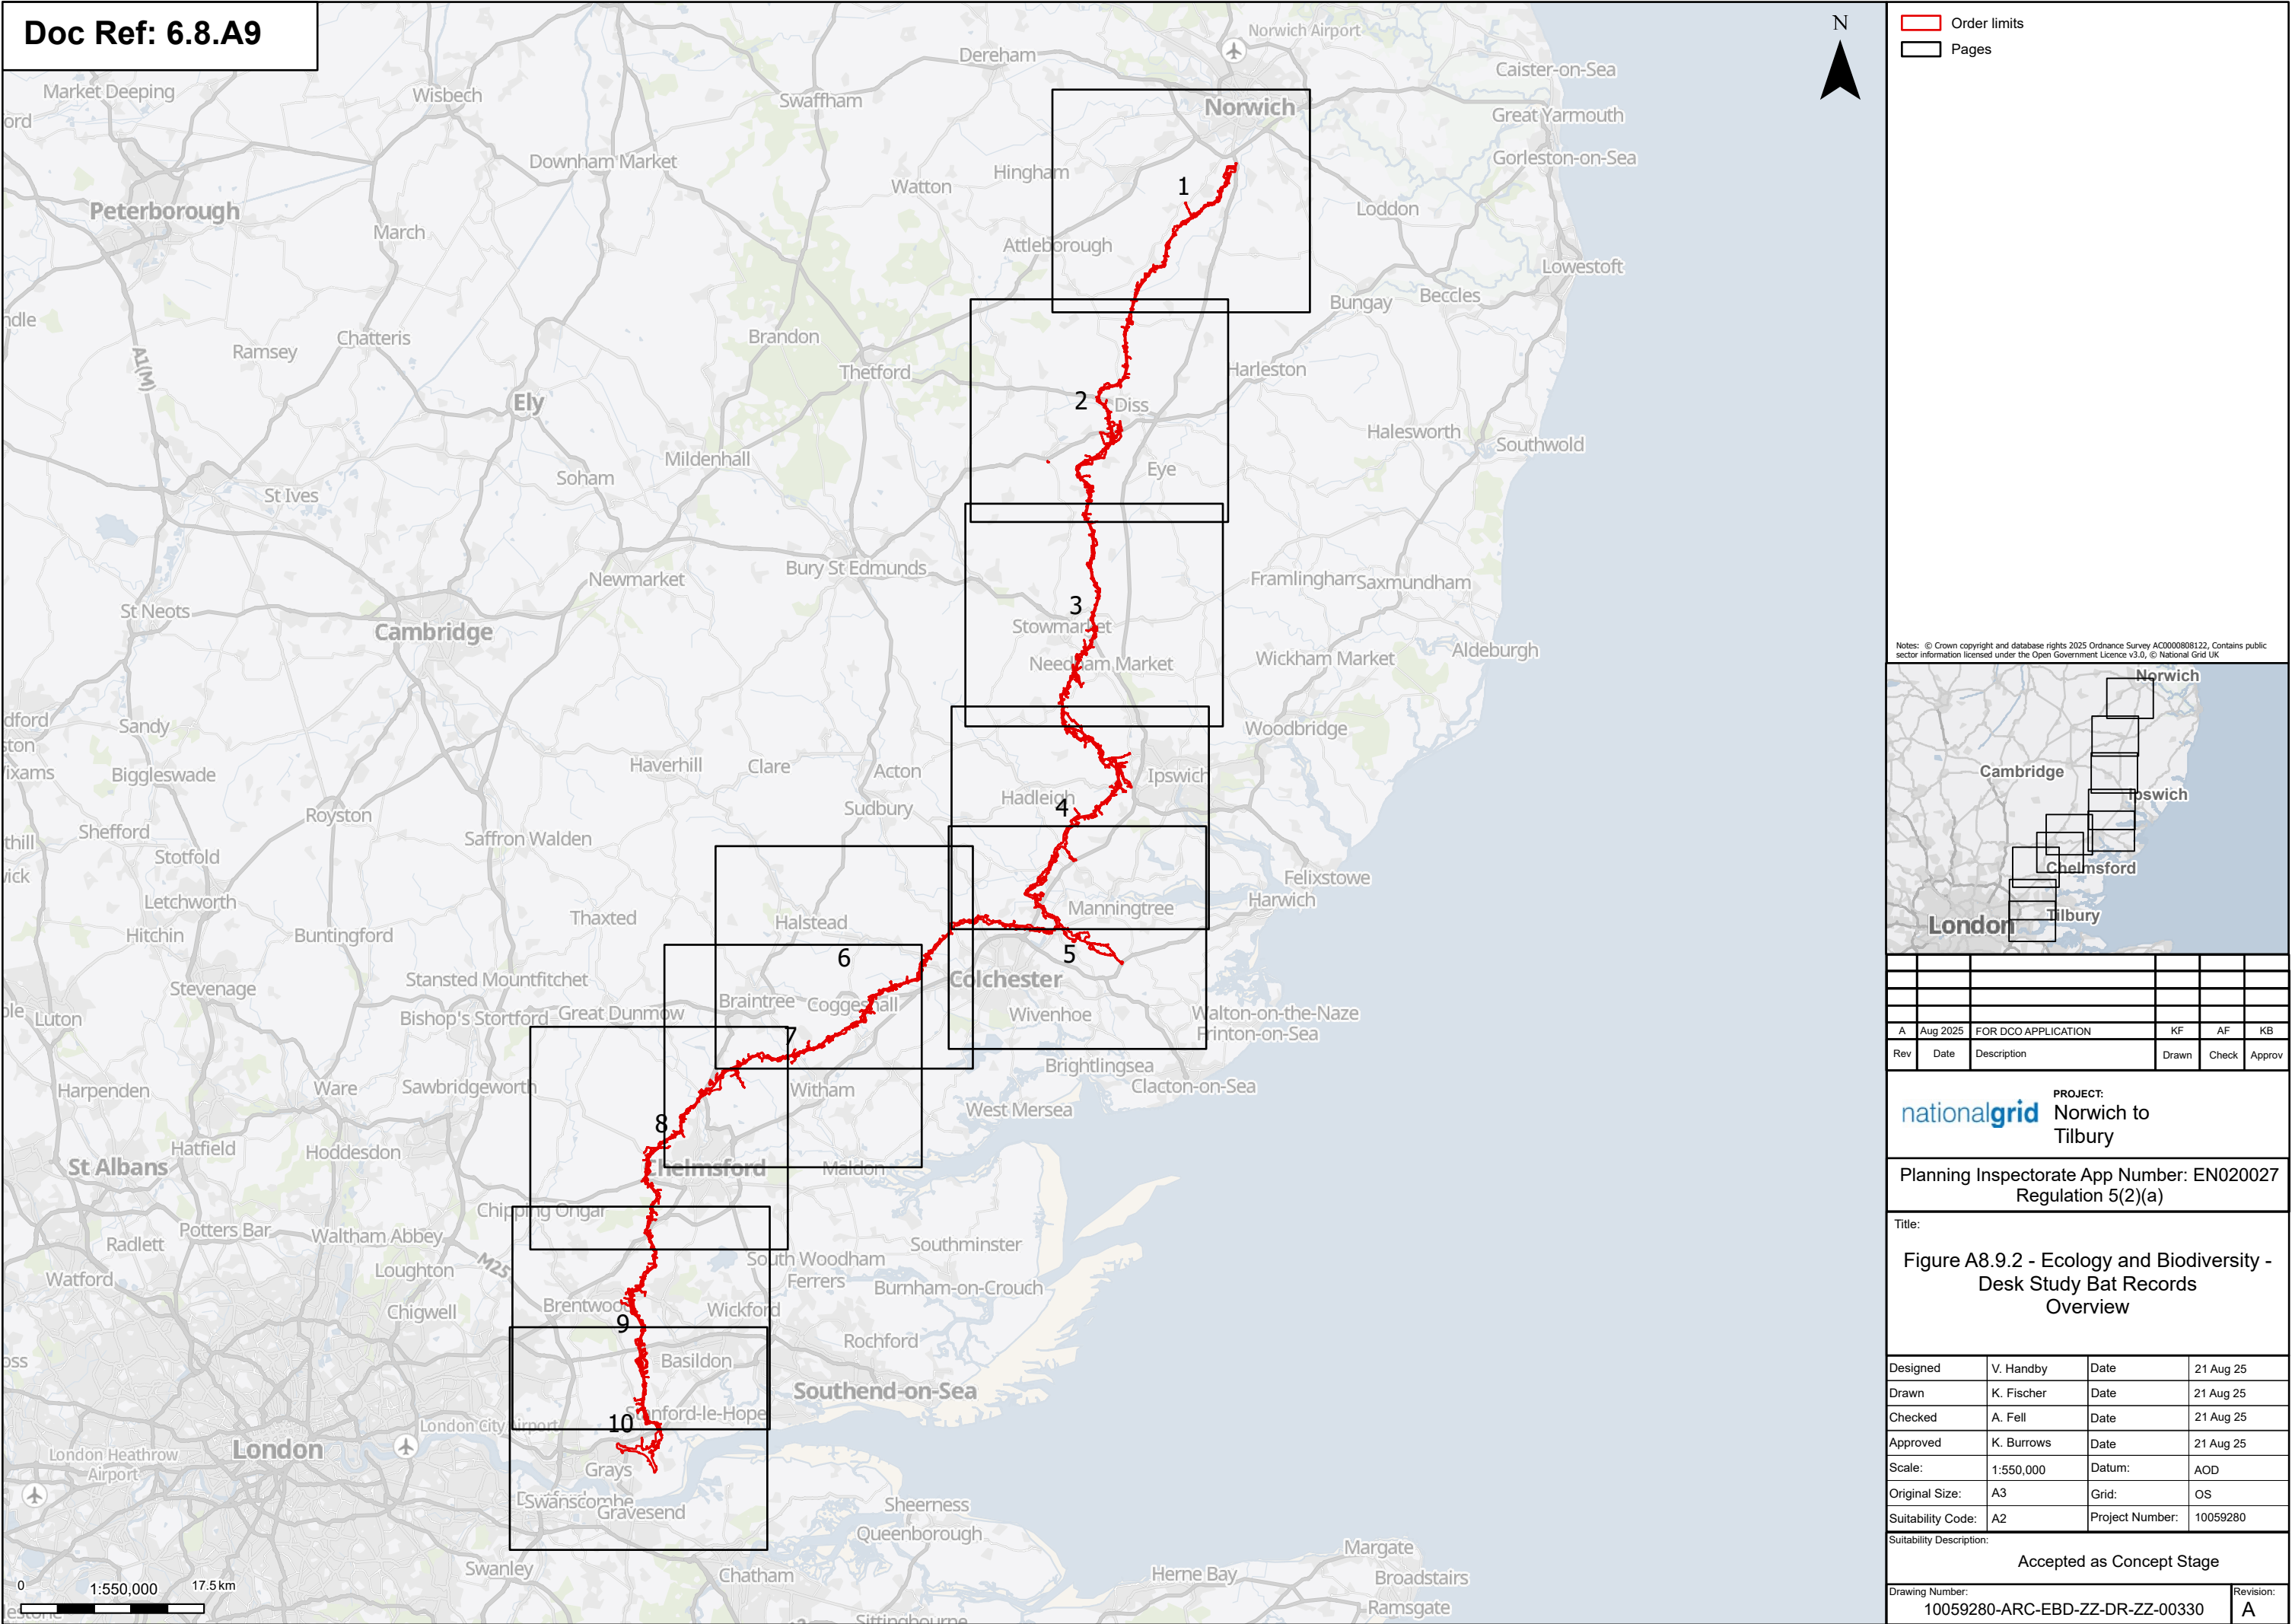 Doc Ref: 6.8.A9
N
Norwich Airport
Dereham
Caister-on-Sea
Market Deeping
Wisbech
Swaffham
Norwich
Great Yarmouth
Downham Market
Gorleston-on-Sea
Hingham
Watton
1
Peterborough
Loddon
March
Attleborough
Lowestoft
Bungay
Beccles
Chatteris
Brandon
Ramsey
A1(M)
Thetford
Harleston
Ely
2
Diss
Halesworth
Southwold
Mildenhall
Eye
Soham
St Ives
Bury St Edmunds
Newmarket
Framlingham
Saxmundham
St Neots
3
Stowmarket
Cambridge
Aldeburgh
Needham Market
Wickham Market
Sandy
Woodbridge
Haverhill
Clare
Acton
Biggleswade
Ipswich
Hadleigh
4
Sudbury
Royston
Shefford
Saffron Walden
Stotfold
Felixstowe
Letchworth
Harwich
Manningtree
Thaxted
Halstead
Hitchin
Buntingford
5
6
Stansted Mountfitchet
Colchester
Stevenage
Braintree
Coggeshall
Luton
Bishop's Stortford
Great Dunmow
Wivenhoe
Walton-on-the-Naze
Frinton-on-Sea
7
Brightlingsea
Harpenden
Ware
Sawbridgeworth
Witham
Clacton-on-Sea
West Mersea
8
Hatfield
Hoddesdon
St Albans
Chelmsford
Maldon
Chipping Ongar
Potters Bar
Waltham Abbey
Radlett
Southminster
South Woodham
Ferrers
M25
Loughton
Watford
Burnham-on-Crouch
Chigwell
Brentwood
Wickford
9
Rochford
Basildon
Southend-on-Sea
Stanford-le-Hope
10
London City Airport
London
London Heathrow
Airport
Grays
Swanscombe
Gravesend
Sheerness
Queenborough
Swanley
Chatham
Margate
Herne Bay
Broadstairs
Ramsgate
Sittingbourne
0
1:550,000
17.5 km
Order limits
Pages
Notes: © Crown copyright and database rights 2025 Ordnance Survey AC0000808122, Contains public
sector information licensed under the Open Government Licence v3.0, © National Grid UK
Norwich
Cambridge
Ipswich
Chelmsford
Tilbury
London
A Aug 2025 FOR DCO APPLICATION KF AF KB
Rev Date Description Drawn Check Approv
nationalgrid
PROJECT:
Norwich to
Tilbury
Planning Inspectorate App Number: EN020027
Regulation 5(2)(a)
Title:
Figure A8.9.2 - Ecology and Biodiversity -
Desk Study Bat Records
Overview
Designed V. Handby Date 21 Aug 25
Drawn K. Fischer Date 21 Aug 25
Checked A. Fell Date 21 Aug 25
Approved K. Burrows Date 21 Aug 25
Scale: 1:550,000 Datum: AOD
Original Size: A3 Grid: OS
Suitability Code: A2 Project Number: 10059280
Suitability Description:
Accepted as Concept Stage
Drawing Number:
10059280-ARC-EBD-ZZ-DR-ZZ-00330
Revision:
A